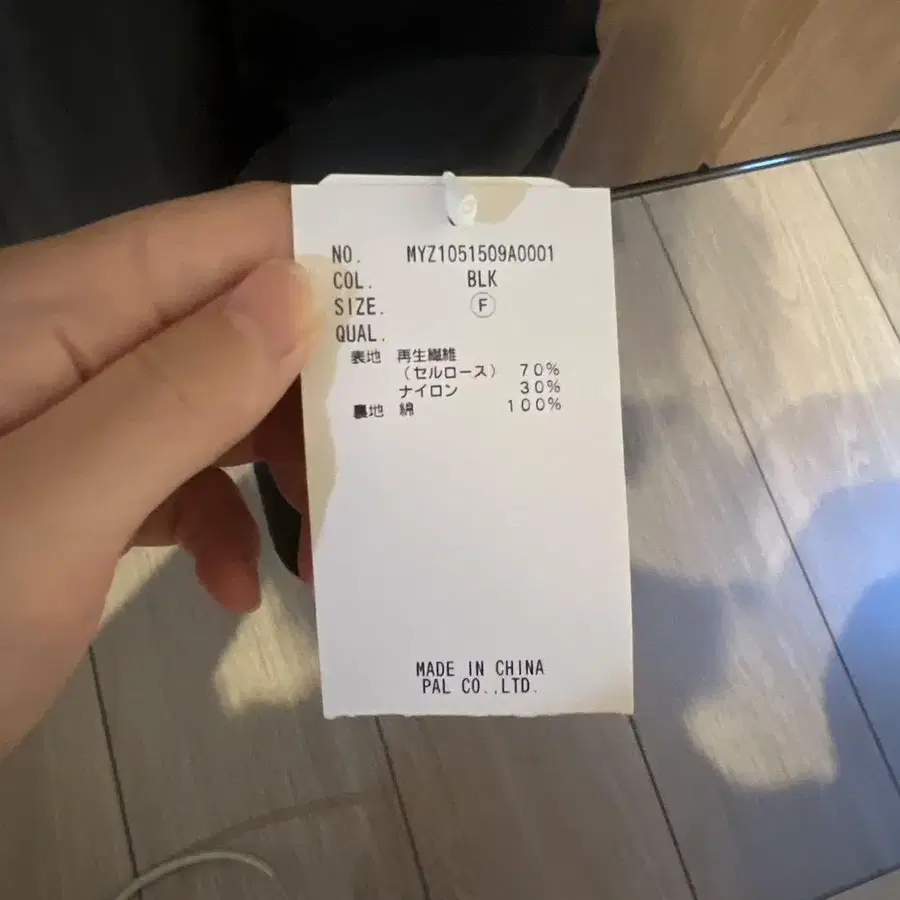 NO. MYZ1051509A0001
COL. BLK
SIZE. F
QUAL.
表地 再生繊維
(セルロース) 70%
ナイロン 30%
裏地 綿 100%
MADE IN CHINA
PAL CO.,LTD.